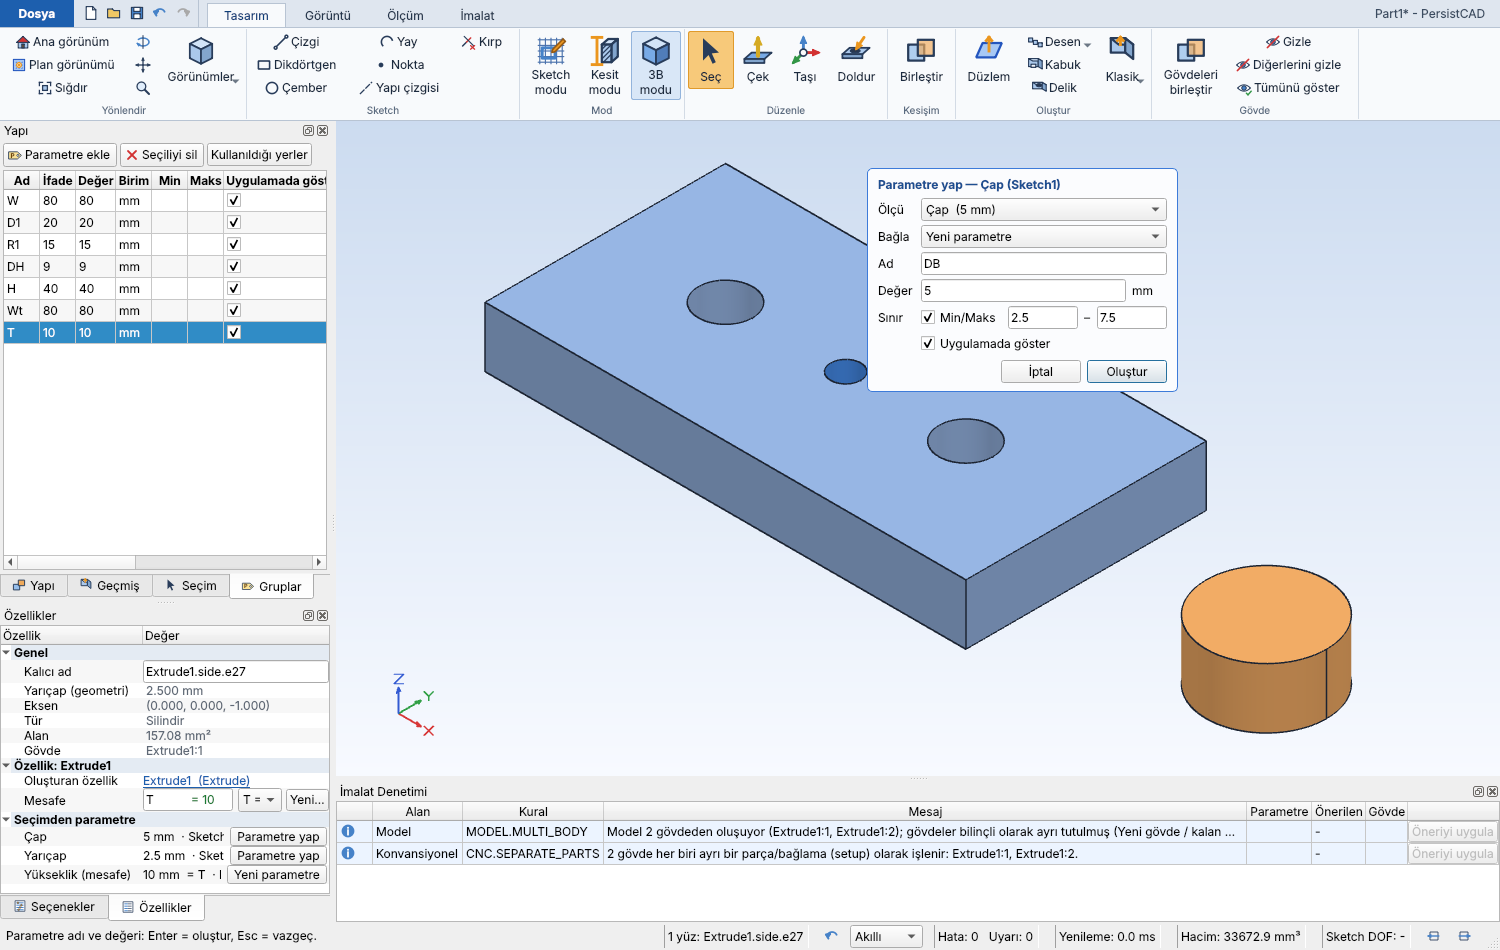 Dosya
Tasarım
Görüntü
Ölçüm
İmalat
Part1* - PersistCAD
Ana görünüm
Plan görünümü
Sığdır
Görünümler
Yönlendir
Çizgi
Dikdörtgen
Çember
Yay
Nokta
Yapı çizgisi
Kırp
Sketch
Sketch modu
Kesit modu
3B modu
Mod
Seç
Çek
Taşı
Doldur
Düzenle
Birleştir
Kesişim
Düzlem
Desen
Kabuk
Delik
Klasik
Oluştur
Gövdeleri birleştir
Gizle
Diğerlerini gizle
Tümünü göster
Gövde
Yapı
Parametre ekle
Seçiliyi sil
Kullanıldığı yerler
Ad İfade Değer Birim Min Maks Uygulamada göst
W 80 80 mm
D1 20 20 mm
R1 15 15 mm
DH 9 9 mm
H 40 40 mm
Wt 80 80 mm
T 10 10 mm
Yapı
Geçmiş
Seçim
Gruplar
Özellikler
Özellik Değer
Genel
Kalıcı ad Extrude1.side.e27
Yarıçap (geometri) 2.500 mm
Eksen (0.000, 0.000, -1.000)
Tür Silindir
Alan 157.08 mm²
Gövde Extrude1:1
Özellik: Extrude1
Oluşturan özellik Extrude1 (Extrude)
Mesafe T = 10 T = Yeni...
Seçimden parametre
Çap 5 mm · Sketch Parametre yap
Yarıçap 2.5 mm · Sket Parametre yap
Yükseklik (mesafe) 10 mm = T · Yeni parametre
Seçenekler
Özellikler
Parametre yap — Çap (Sketch1)
Ölçü Çap (5 mm)
Bağla Yeni parametre
Ad DB
Değer 5 mm
Sınır Min/Maks 2.5 – 7.5
Uygulamada göster
İptal
Oluştur
Z
Y
X
İmalat Denetimi
Alan Kural Mesaj Parametre Önerilen Gövde
Model MODEL.MULTI_BODY Model 2 gövdeden oluşuyor (Extrude1:1, Extrude1:2); gövdeler bilinçli olarak ayrı tutulmuş (Yeni gövde / kalan ... - Öneriyi uygula
Konvansiyonel CNC.SEPARATE_PARTS 2 gövde her biri ayrı bir parça/bağlama (setup) olarak işlenir: Extrude1:1, Extrude1:2. - Öneriyi uygula
Parametre adı ve değeri: Enter = oluştur, Esc = vazgeç.
1 yüz: Extrude1.side.e27
Akıllı
Hata: 0 Uyarı: 0
Yenileme: 0.0 ms
Hacim: 33672.9 mm³
Sketch DOF: -